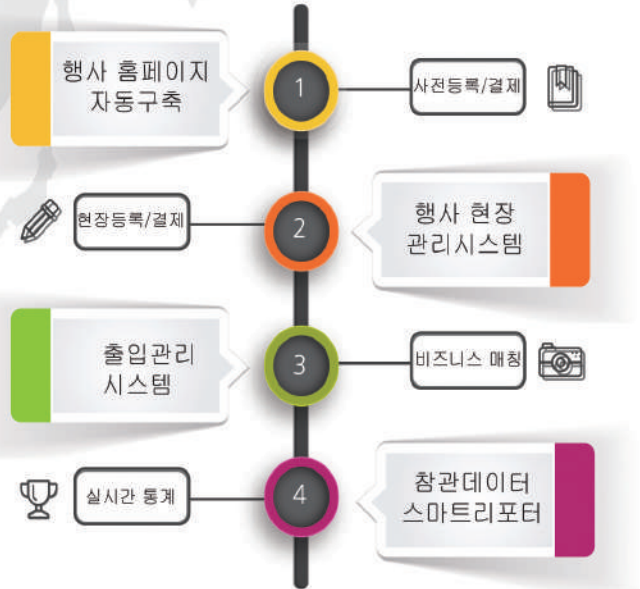 행사 홈페이지
자동구축
1
사전등록/결제
현장등록/결제
2
행사 현장
관리시스템
출입관리
시스템
3
비즈니스 매칭
실시간 통계
4
참관데이터
스마트리포터